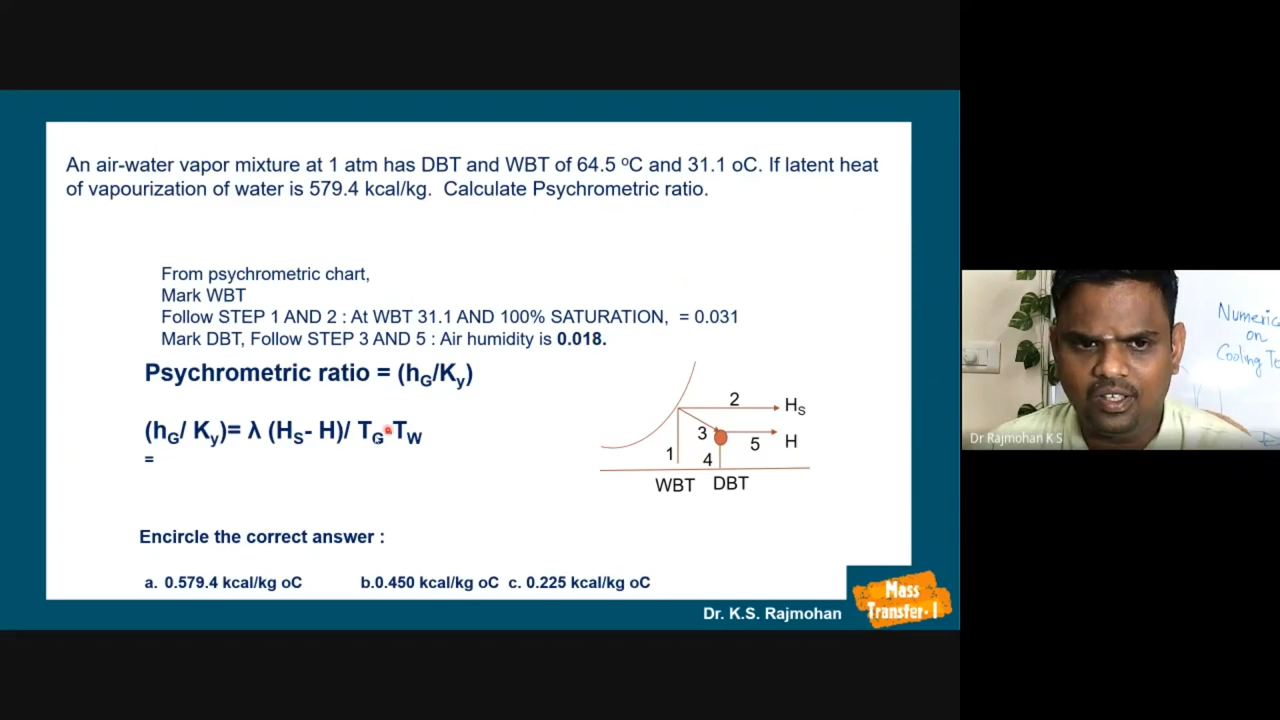 An air-water vapor mixture at 1 atm has DBT and WBT of 64.5 ºC and 31.1 oC. If latent heat
of vapourization of water is 579.4 kcal/kg. Calculate Psychrometric ratio.
From psychrometric chart,
Mark WBT
Follow STEP 1 AND 2 : At WBT 31.1 AND 100% SATURATION, = 0.031
Mark DBT, Follow STEP 3 AND 5 : Air humidity is 0.018.
Psychrometric ratio = (hG/Ky)
(hG/ Ky)= λ (HS- H)/ TG-TW
=
2
HS
3
5
H
1
4
WBT DBT
Encircle the correct answer :
a. 0.579.4 kcal/kg oC b.0.450 kcal/kg oC c. 0.225 kcal/kg oC
Dr. K.S. Rajmohan
Mass
Transfer-I
Numeric
on
Cooling To
Dr Rajmohan K S